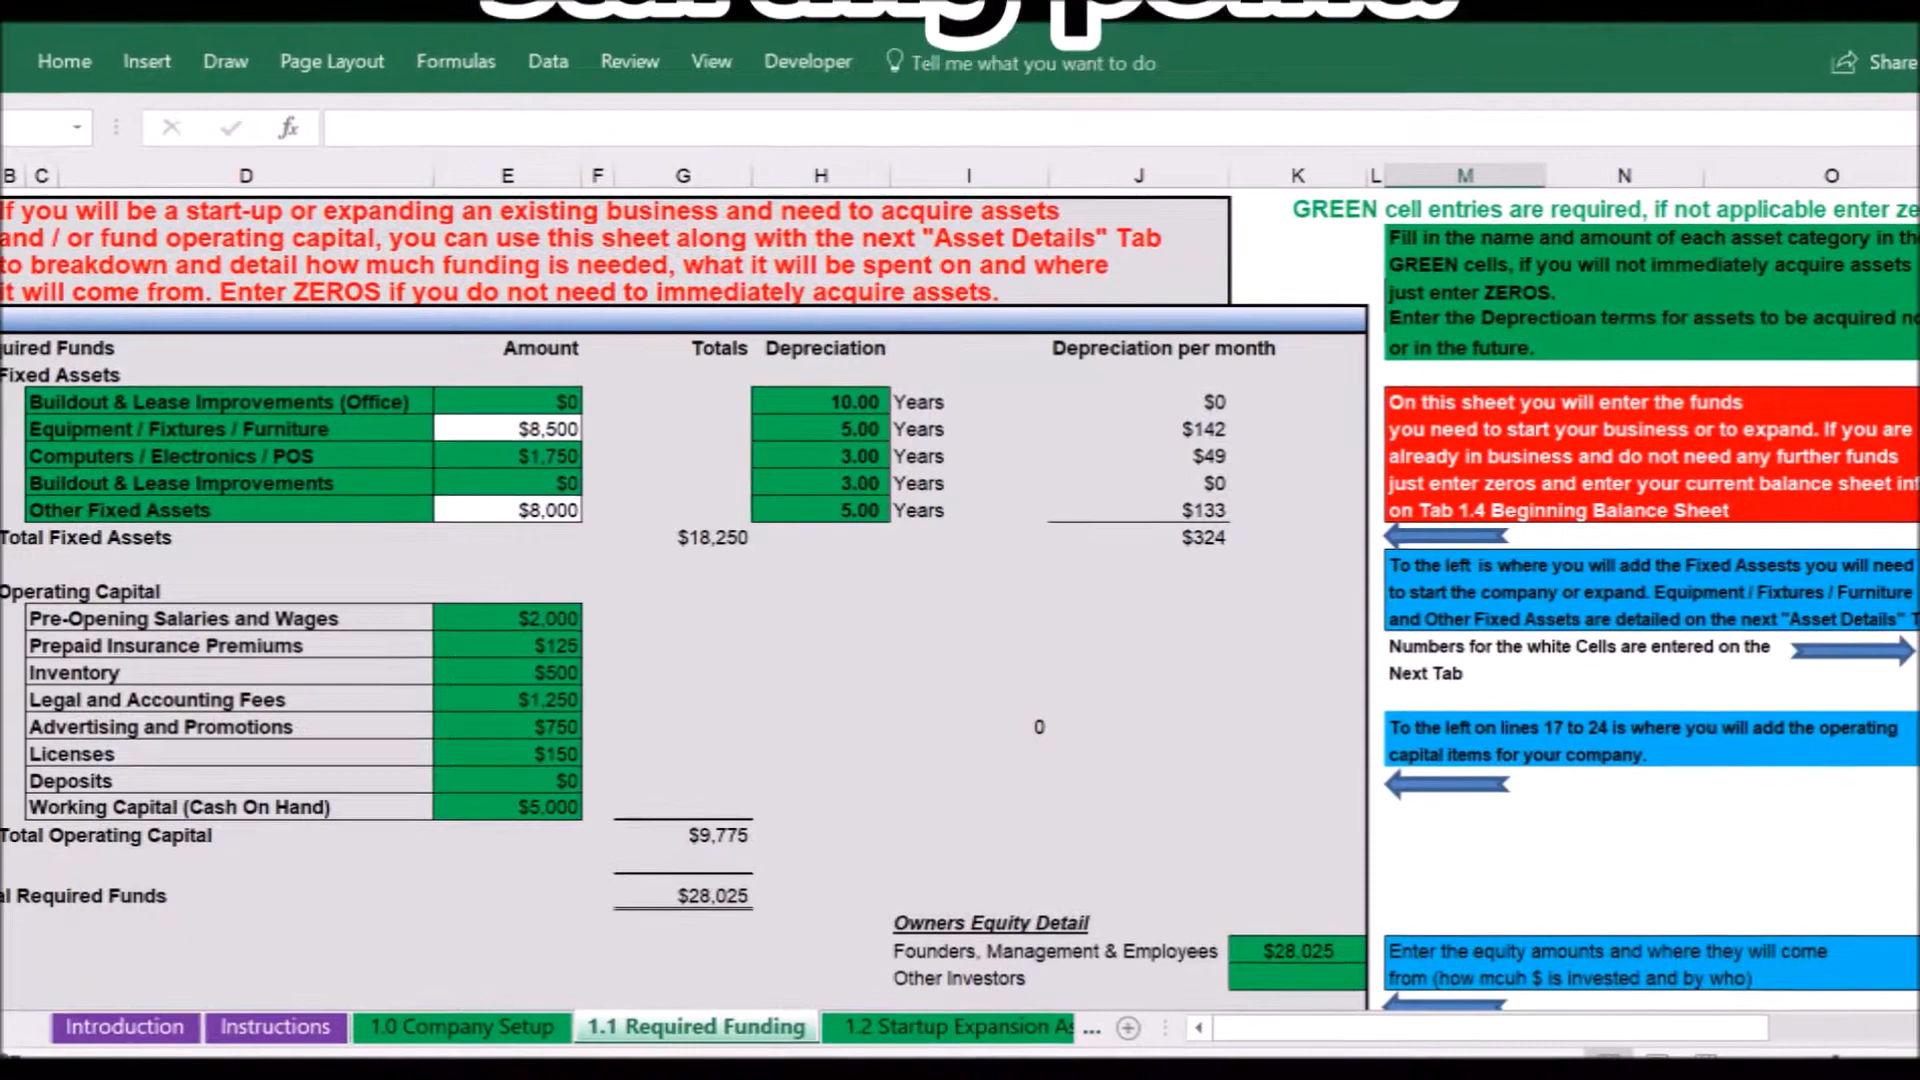 Home Insert Draw Page Layout Formulas Data Review View Developer Tell me what you want to do Share
fx
B C D E F G H I J K L M N O
If you will be a start-up or expanding an existing business and need to acquire assets
and / or fund operating capital, you can use this sheet along with the next "Asset Details" Tab
to breakdown and detail how much funding is needed, what it will be spent on and where
it will come from. Enter ZEROS if you do not need to immediately acquire assets.
GREEN cell entries are required, if not applicable enter ze
Fill in the name and amount of each asset category in the
GREEN cells, if you will not immediately acquire assets
just enter ZEROS.
Enter the Deprectioan terms for assets to be acquired no
or in the future.
uired Funds Amount Totals Depreciation Depreciation per month
Fixed Assets
Buildout & Lease Improvements (Office) $0 10.00 Years $0
Equipment / Fixtures / Furniture $8,500 5.00 Years $142
Computers / Electronics / POS $1,750 3.00 Years $49
Buildout & Lease Improvements $0 3.00 Years $0
Other Fixed Assets $8,000 5.00 Years $133
Total Fixed Assets $18,250 $324
On this sheet you will enter the funds
you need to start your business or to expand. If you are
already in business and do not need any further funds
just enter zeros and enter your current balance sheet inf
on Tab 1.4 Beginning Balance Sheet
To the left is where you will add the Fixed Assests you will need
to start the company or expand. Equipment / Fixtures / Furniture
and Other Fixed Assets are detailed on the next "Asset Details" T
Numbers for the white Cells are entered on the
Next Tab
Operating Capital
Pre-Opening Salaries and Wages $2,000
Prepaid Insurance Premiums $125
Inventory $500
Legal and Accounting Fees $1,250
Advertising and Promotions $750 0
Licenses $150
Deposits $0
Working Capital (Cash On Hand) $5,000
Total Operating Capital $9,775
al Required Funds $28,025
To the left on lines 17 to 24 is where you will add the operating
capital items for your company.
Owners Equity Detail
Founders, Management & Employees $28,025
Other Investors
Enter the equity amounts and where they will come
from (how mcuh $ is invested and by who)
Introduction Instructions 1.0 Company Setup 1.1 Required Funding 1.2 Startup Expansion As ...